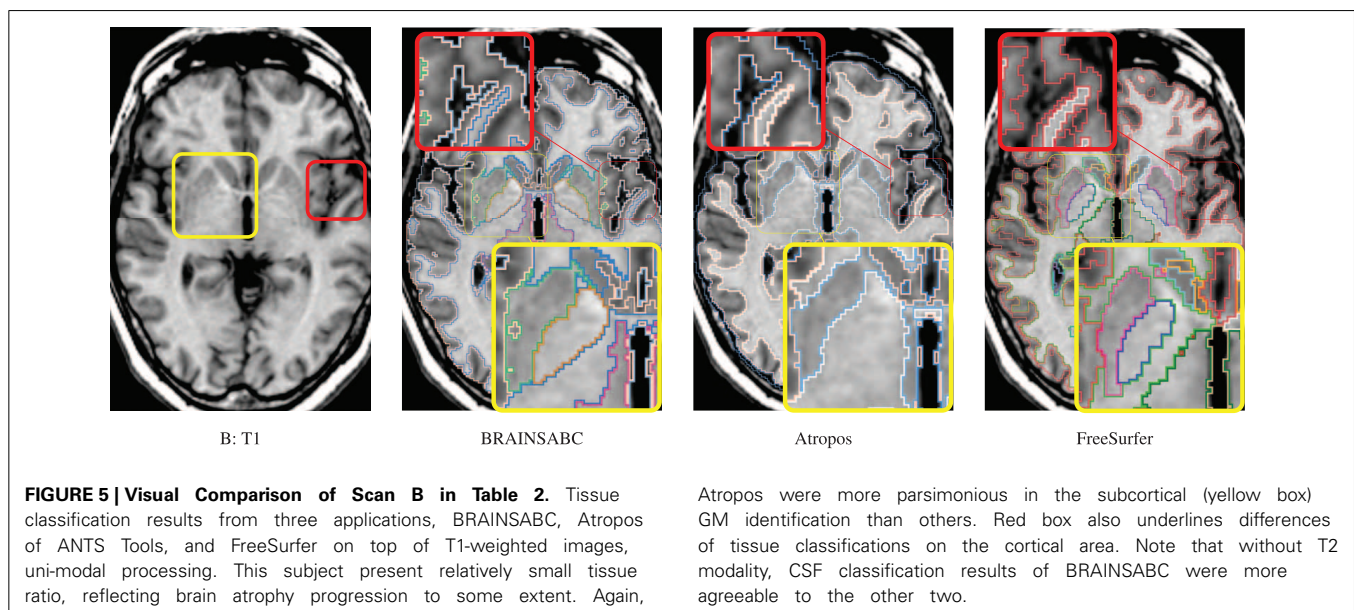 B: T1
BRAINSABC
Atropos
FreeSurfer
FIGURE 5 | Visual Comparison of Scan B in Table 2. Tissue
classification results from three applications, BRAINSABC, Atropos
of ANTS Tools, and FreeSurfer on top of T1-weighted images,
uni-modal processing. This subject present relatively small tissue
ratio, reflecting brain atrophy progression to some extent. Again,
Atropos were more parsimonious in the subcortical (yellow box)
GM identification than others. Red box also underlines differences
of tissue classifications on the cortical area. Note that without T2
modality, CSF classification results of BRAINSABC were more
agreeable to the other two.